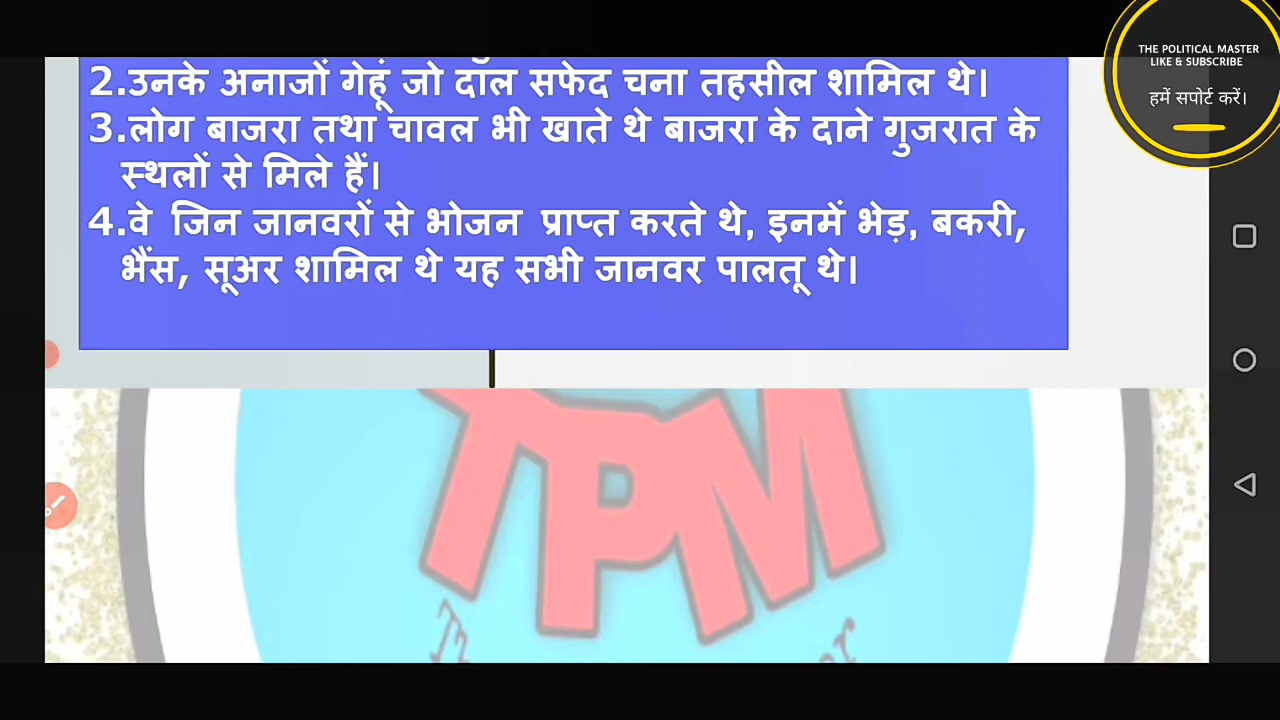 THE POLITICAL MASTER
LIKE & SUBSCRIBE
हमें सपोर्ट करें।
2.उनके अनाजों गेहूं जो दाल सफेद चना तहसील शामिल थे।
3.लोग बाजरा तथा चावल भी खाते थे बाजरा के दाने गुजरात के
स्थलों से मिले हैं।
4.वे जिन जानवरों से भोजन प्राप्त करते थे, इनमें भेड़, बकरी,
भैंस, सूअर शामिल थे यह सभी जानवर पालतू थे।
TPM